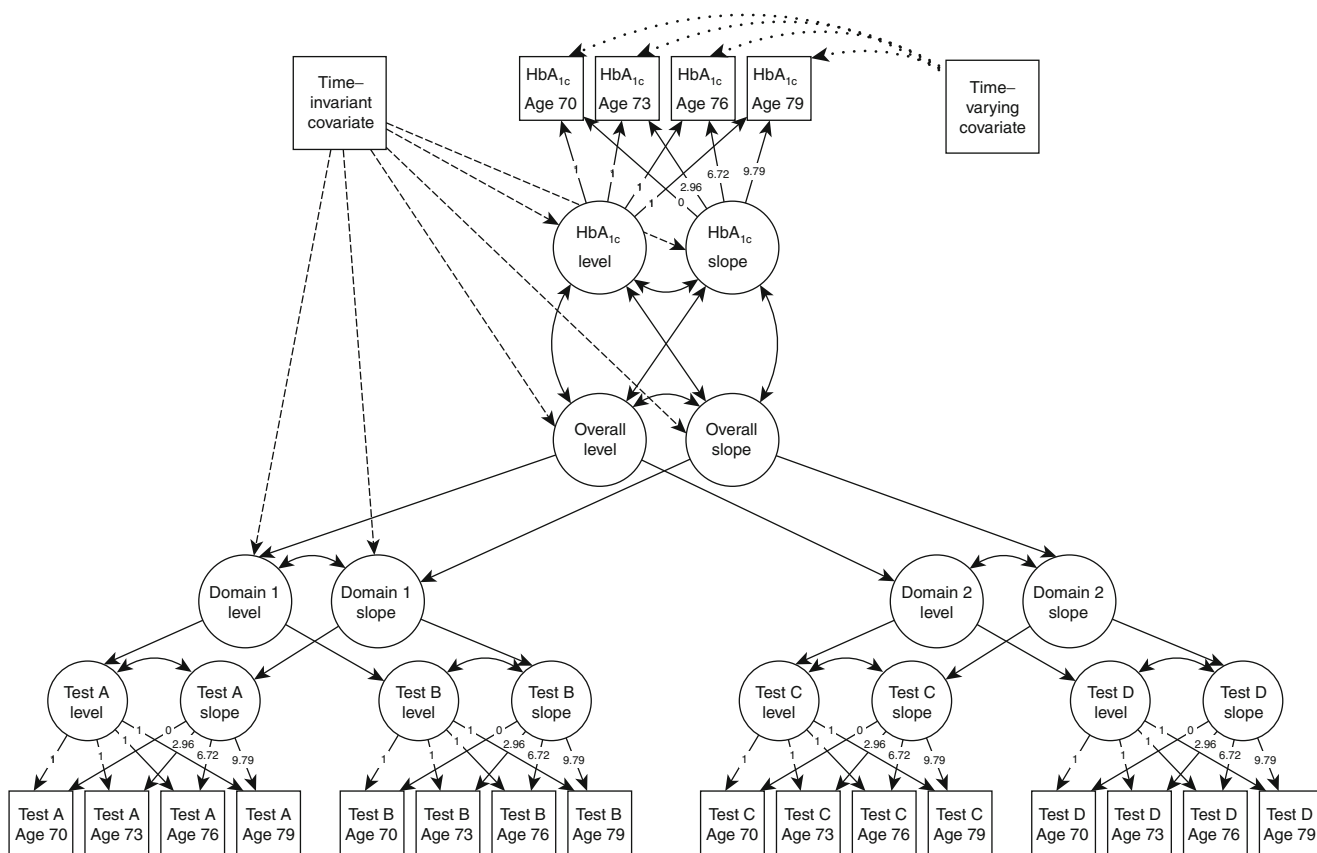 Time–
invariant
covariate
HbA1c
Age 70
HbA1c
Age 73
HbA1c
Age 76
HbA1c
Age 79
Time–
varying
covariate
1
1
1
1
2.96
0
6.72
9.79
HbA1c
level
HbA1c
slope
Overall
level
Overall
slope
Domain 1
level
Domain 1
slope
Domain 2
level
Domain 2
slope
Test A
level
Test A
slope
Test B
level
Test B
slope
Test C
level
Test C
slope
Test D
level
Test D
slope
1
1
1
1
0
2.96
6.72
9.79
1
1
1
1
0
2.96
6.72
9.79
1
1
1
1
0
2.96
6.72
9.79
1
1
1
1
0
2.96
6.72
9.79
Test A
Age 70
Test A
Age 73
Test A
Age 76
Test A
Age 79
Test B
Age 70
Test B
Age 73
Test B
Age 76
Test B
Age 79
Test C
Age 70
Test C
Age 73
Test C
Age 76
Test C
Age 79
Test D
Age 70
Test D
Age 73
Test D
Age 76
Test D
Age 79